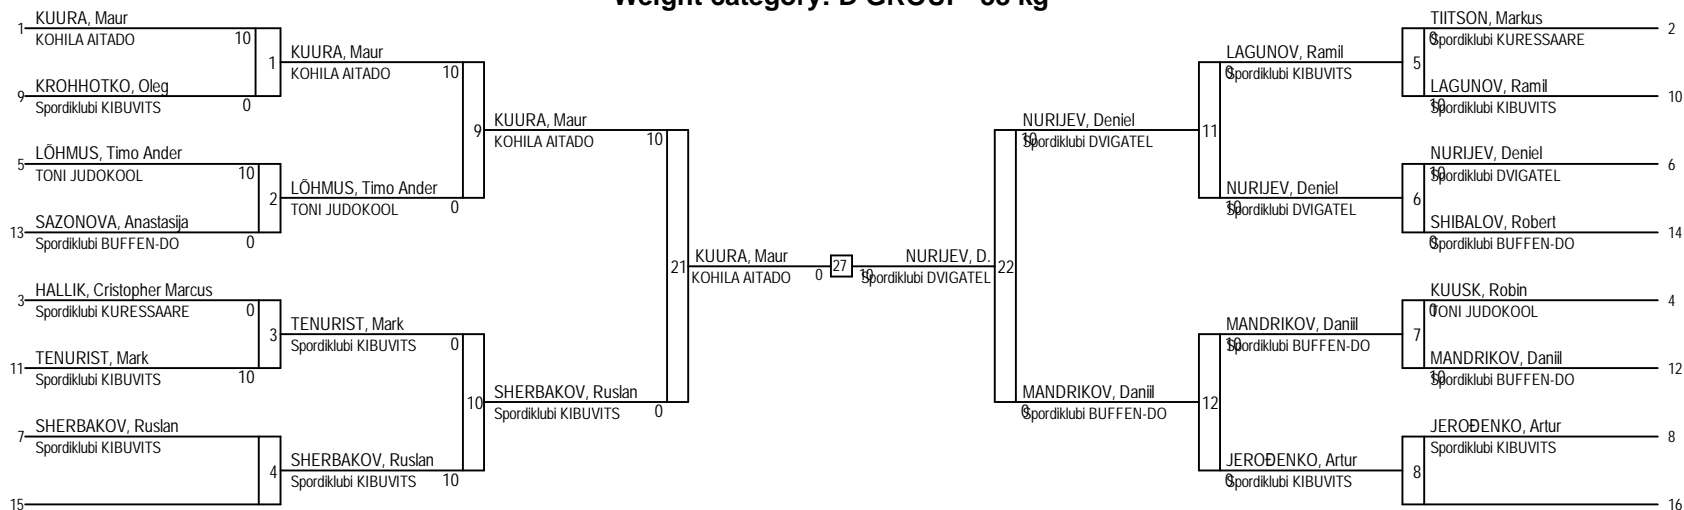 Weight category: D GROUP -38 kg
1
KUURA, Maur
KOHILA AITADO
10
9
KROHHOTKO, Oleg
Spordiklubi KIBUVITS
0
1
5
LÕHMUS, Timo Ander
TONI JUDOKOOL
10
13
SAZONOVA, Anastasija
Spordiklubi BUFFEN-DO
0
2
3
HALLIK, Cristopher Marcus
Spordiklubi KURESSAARE
0
11
TENURIST, Mark
Spordiklubi KIBUVITS
10
3
7
SHERBAKOV, Ruslan
Spordiklubi KIBUVITS
15
4
KUURA, Maur
KOHILA AITADO
10
LÕHMUS, Timo Ander
TONI JUDOKOOL
0
9
TENURIST, Mark
Spordiklubi KIBUVITS
0
SHERBAKOV, Ruslan
Spordiklubi KIBUVITS
10
10
KUURA, Maur
KOHILA AITADO
10
SHERBAKOV, Ruslan
Spordiklubi KIBUVITS
0
21
KUURA, Maur
KOHILA AITADO
0
27
NURIJEV, D.
10
Spordiklubi DVIGATEL
22
NURIJEV, Deniel
10
Spordiklubi DVIGATEL
MANDRIKOV, Daniil
0
Spordiklubi BUFFEN-DO
11
LAGUNOV, Ramil
0
Spordiklubi KIBUVITS
NURIJEV, Deniel
10
Spordiklubi DVIGATEL
12
MANDRIKOV, Daniil
10
Spordiklubi BUFFEN-DO
JEROĐENKO, Artur
0
Spordiklubi KIBUVITS
5
TIITSON, Markus
0
Spordiklubi KURESSAARE
2
LAGUNOV, Ramil
10
Spordiklubi KIBUVITS
10
6
NURIJEV, Deniel
10
Spordiklubi DVIGATEL
6
SHIBALOV, Robert
0
Spordiklubi BUFFEN-DO
14
7
KUUSK, Robin
0
TONI JUDOKOOL
4
MANDRIKOV, Daniil
10
Spordiklubi BUFFEN-DO
12
8
JEROĐENKO, Artur
Spordiklubi KIBUVITS
8
16